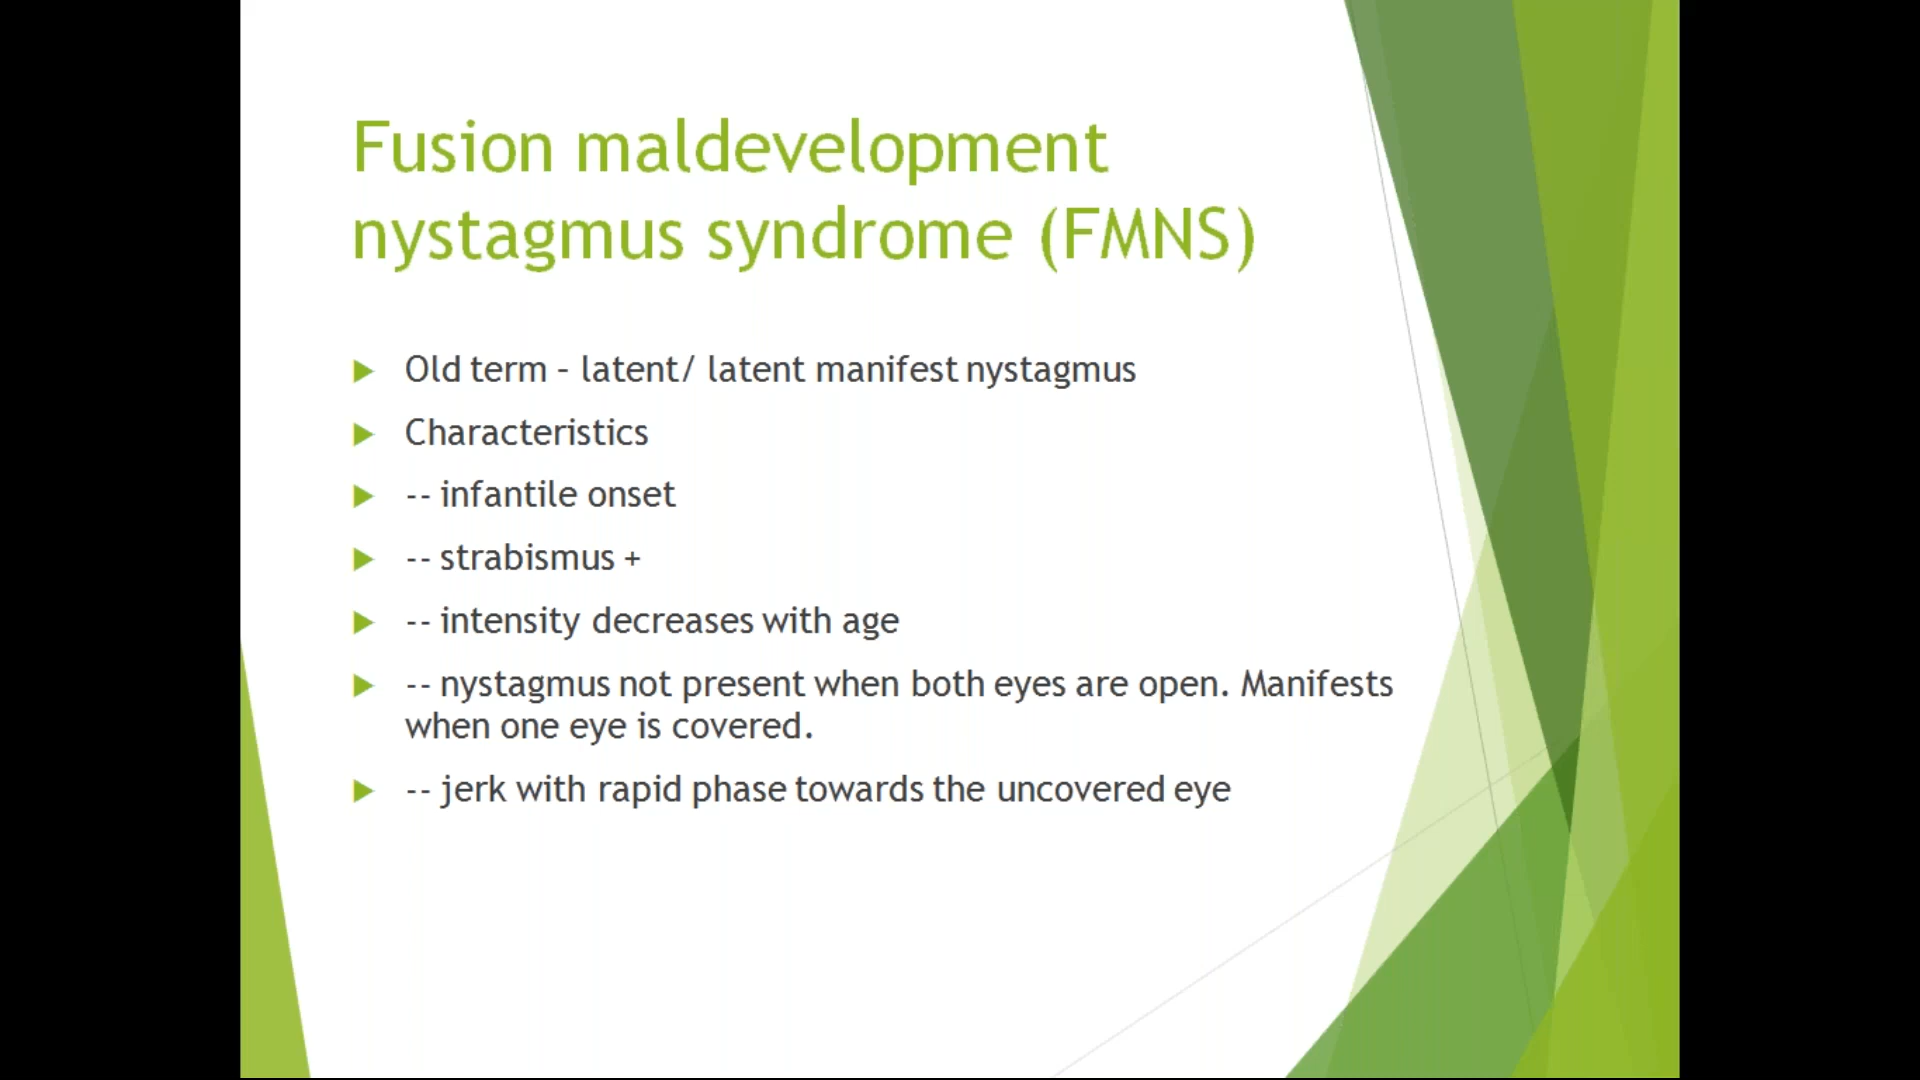 Fusion maldevelopment
nystagmus syndrome (FMNS)
Old term – latent/ latent manifest nystagmus
Characteristics
-- infantile onset
-- strabismus +
-- intensity decreases with age
-- nystagmus not present when both eyes are open. Manifests
when one eye is covered.
-- jerk with rapid phase towards the uncovered eye